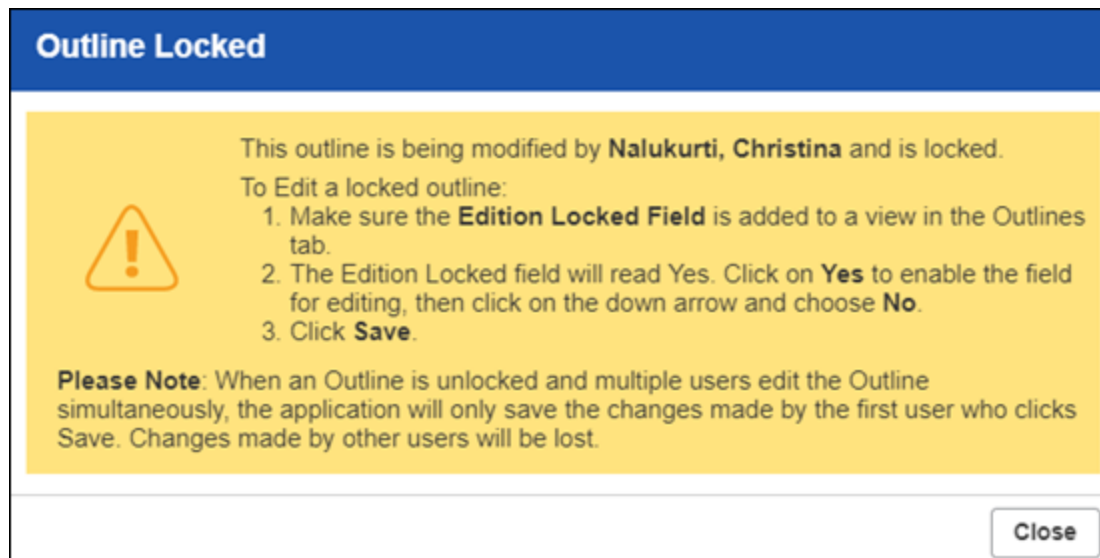 Outline Locked
This outline is being modified by Nalukurti, Christina and is locked.
To Edit a locked outline:
1. Make sure the Edition Locked Field is added to a view in the Outlines
tab.
2. The Edition Locked field will read Yes. Click on Yes to enable the field
for editing, then click on the down arrow and choose No.
3. Click Save.
Please Note: When an Outline is unlocked and multiple users edit the Outline
simultaneously, the application will only save the changes made by the first user who clicks
Save. Changes made by other users will be lost.
Close